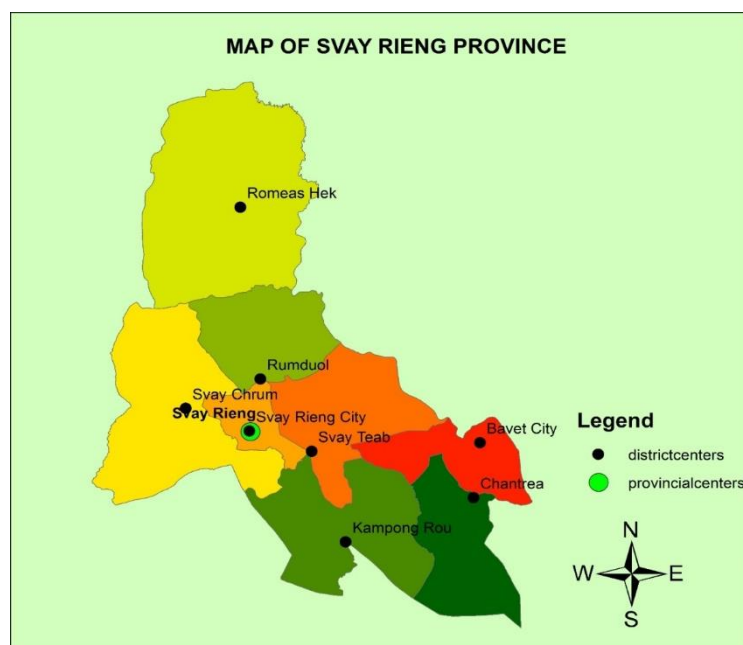 MAP OF SVAY RIENG PROVINCE
Romeas Hek
Rumduol
Svay Chrum
Svay Rieng
Svay Rieng City
Svay Teab
Bavet City
Chantrea
Kampong Rou
Legend
districtcenters
provincialcenters
N
W
E
S